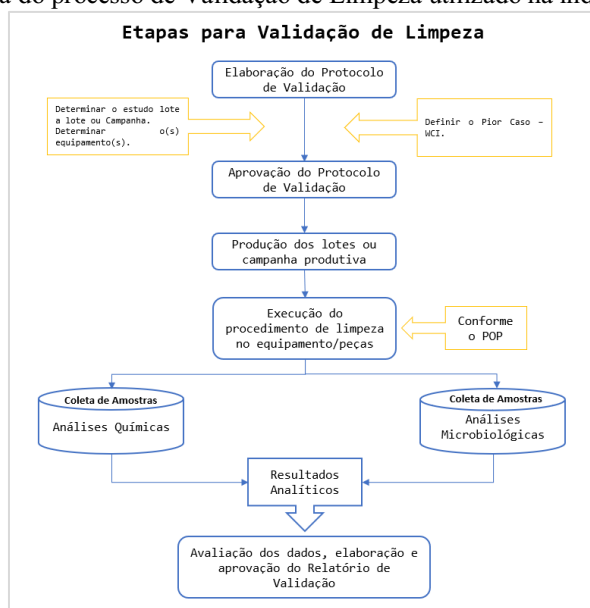 a do processo de Validação de Limpeza utilizado na ind
Etapas para Validação de Limpeza
Elaboração do Protocolo
de Validação
Determinar o estudo lote
a lote ou Campanha.
Determinar o(s)
equipamento(s).
Definir o Pior Caso –
WCI.
Aprovação do Protocolo
de Validação
Produção dos lotes ou
campanha produtiva
Execução do
procedimento de limpeza
no equipamento/peças
Conforme
o POP
Coleta de Amostras
Análises Químicas
Coleta de Amostras
Análises
Microbiológicas
Resultados
Analíticos
Avaliação dos dados, elaboração e
aprovação do Relatório de
Validação